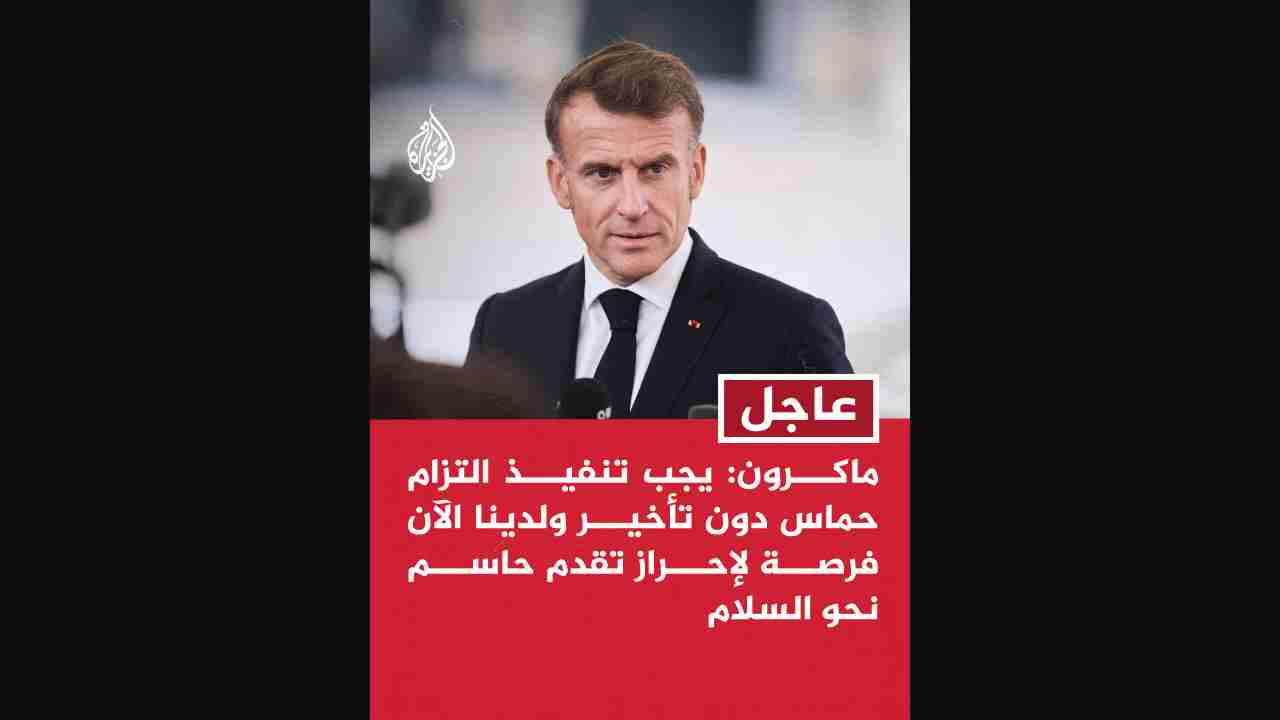 الجزيرة
عاجل
ماكرون: يجب تنفيذ التزام
حماس دون تأخير ولدينا الآن
فرصة لإحراز تقدم حاسم
نحو السلام